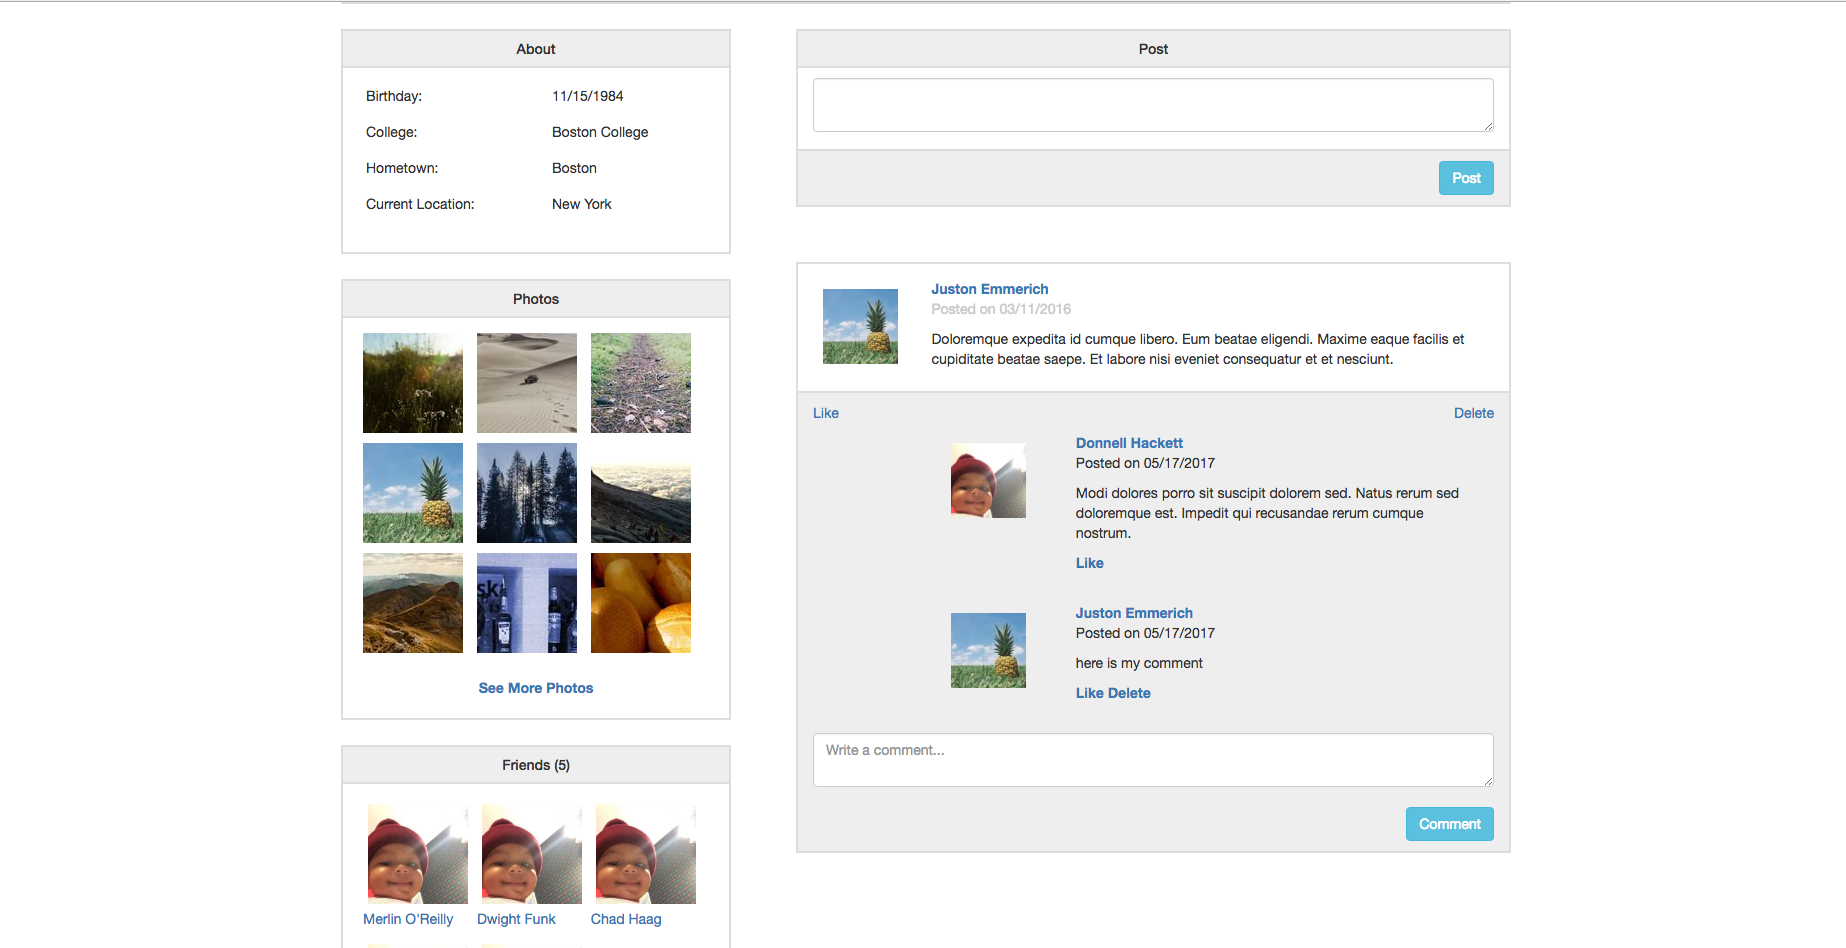 About
Birthday: 11/15/1984
College: Boston College
Hometown: Boston
Current Location: New York
Photos
See More Photos
Friends (5)
Merlin O'Reilly Dwight Funk Chad Haag
Post
Post
Juston Emmerich
Posted on 03/11/2016
Doloremque expedita id cumque libero. Eum beatae eligendi. Maxime eaque facilis et
cupiditate beatae saepe. Et labore nisi eveniet consequatur et et nesciunt.
Like Delete
Donnell Hackett
Posted on 05/17/2017
Modi dolores porro sit suscipit dolorem sed. Natus rerum sed
doloremque est. Impedit qui recusandae rerum cumque
nostrum.
Like
Juston Emmerich
Posted on 05/17/2017
here is my comment
Like Delete
Write a comment...
Comment